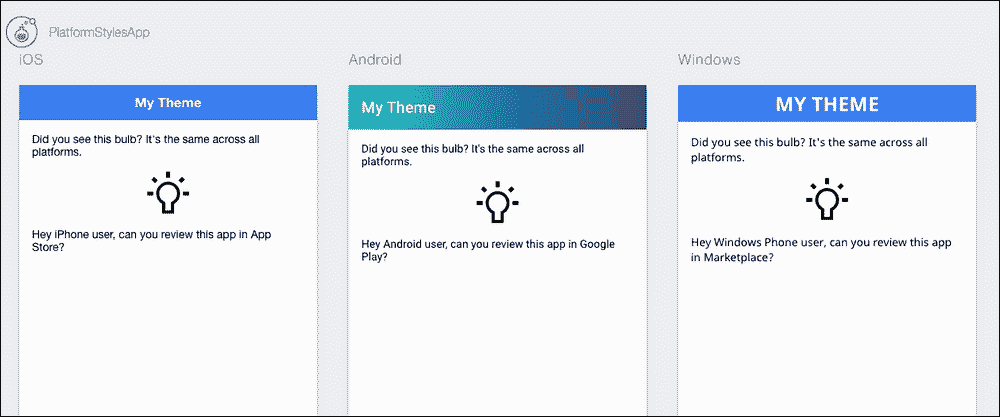 PlatformStylesApp
iOS
My Theme
Did you see this bulb? It's the same across all
platforms.
Hey iPhone user, can you review this app in App
Store?
Android
My Theme
Did you see this bulb? It's the same across all
platforms.
Hey Android user, can you review this app in Google
Play?
Windows
MY THEME
Did you see this bulb? It's the same across all
platforms.
Hey Windows Phone user, can you review this app
in Marketplace?